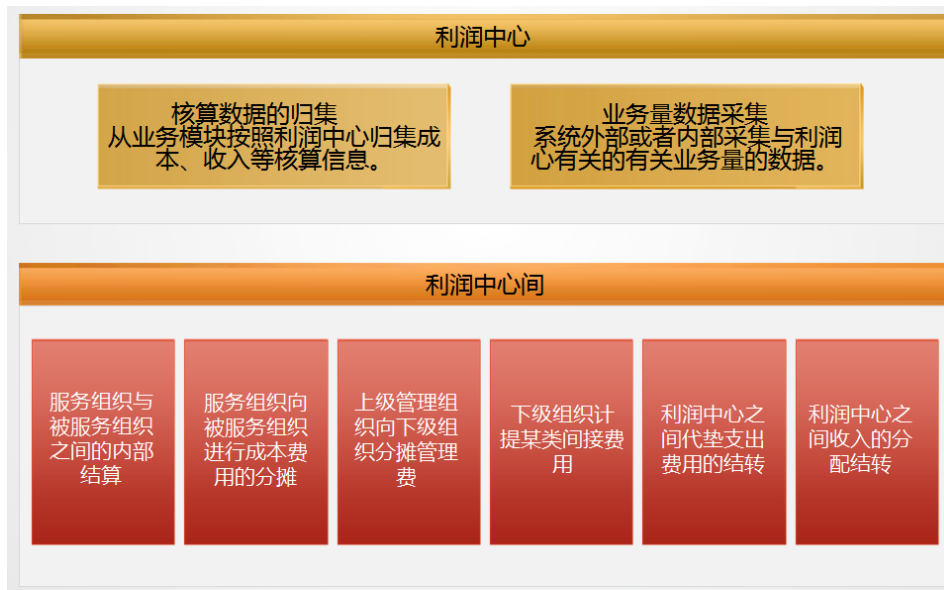 利润中心
核算数据的归集
从业务模块按照利润中心归集成
本、收入等核算信息。
业务量数据采集
系统外部或者内部采集与利润
心有关的有关业务量的数据。
利润中心间
服务组织与
被服务组织
之间的内部
结算
服务组织向
被服务组织
进行成本费
用的分摊
上级管理组
织向下级组
织分摊管理
费
下级组织计
提某类间接费
用
利润中心之
间代垫支出
费用的结转
利润中心之
间收入的分
配结转